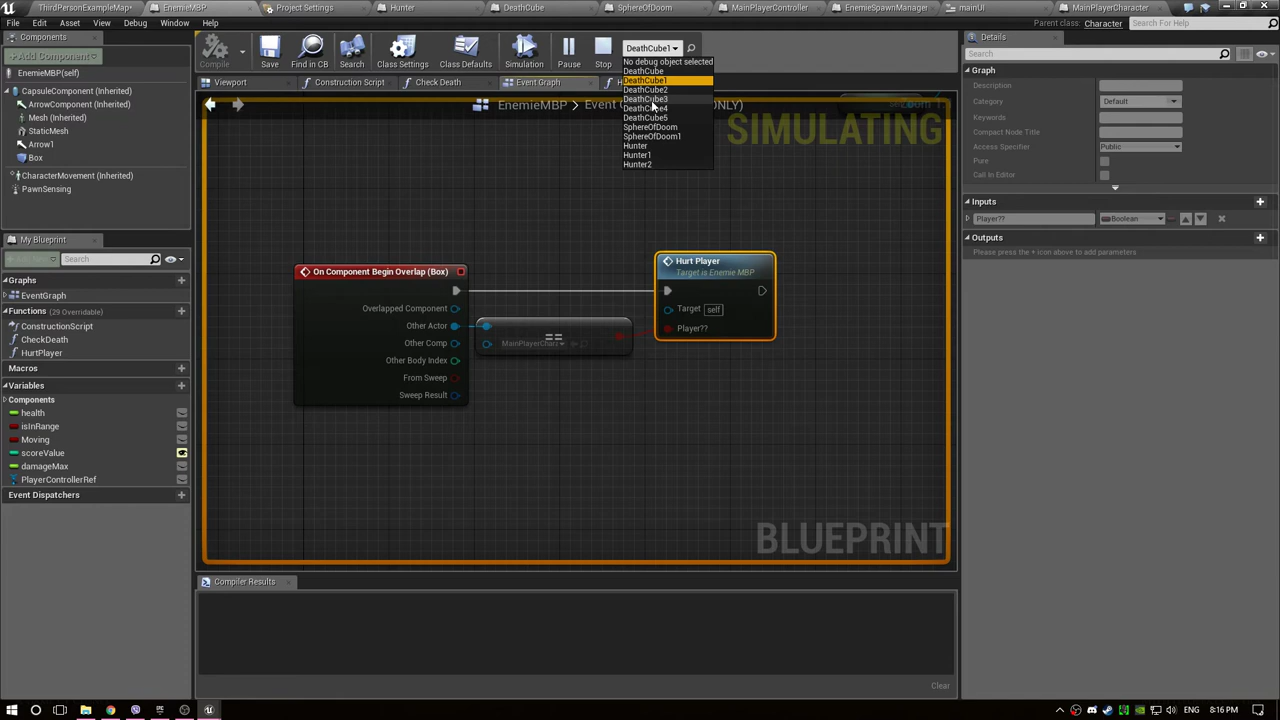 ThirdPersonExampleMap*
EnemieMBP
Project Settings
Hunter
DeathCube
SphereOfDoom
MainPlayerController
EnemieSpawnManager
mainUI
MainPlayerCharacter
File
Edit
Asset
View
Debug
Window
Help
Parent class: Character
Search For Help
Components
+Add Component
EnemieMBP(self)
CapsuleComponent (Inherited)
ArrowComponent (Inherited)
Mesh (Inherited)
StaticMesh
Arrow1
Box
CharacterMovement (Inherited)
PawnSensing
My Blueprint
Search
Graphs
EventGraph
Functions (29 Overridable)
ConstructionScript
CheckDeath
HurtPlayer
Macros
Variables
Components
health
isInRange
Moving
scoreValue
damageMax
PlayerControllerRef
Event Dispatchers
Compile
Save
Find in CB
Search
Class Settings
Class Defaults
Simulation
Pause
Stop
DeathCube1
No debug object selected
DeathCube
DeathCube1
DeathCube2
DeathCube3
DeathCube4
DeathCube5
SphereOfDoom
SphereOfDoom1
Hunter
Hunter1
Hunter2
Viewport
Construction Script
Check Death
Event Graph
EnemieMBP > Event
ONLY)
Zoom 1:
SIMULATING
On Component Begin Overlap (Box)
Overlapped Component
Other Actor
Other Comp
Other Body Index
From Sweep
Sweep Result
==
Hurt Player
Target is Enemie MBP
Target self
Player??
BLUEPRINT
Compiler Results
Clear
Details
Search
Graph
Description
Category
Default
Keywords
Compact Node Title
Access Specifier
Public
Pure
Call In Editor
Inputs
Player??
Boolean
Outputs
Please press the + icon above to add parameters
ENG
8:16 PM